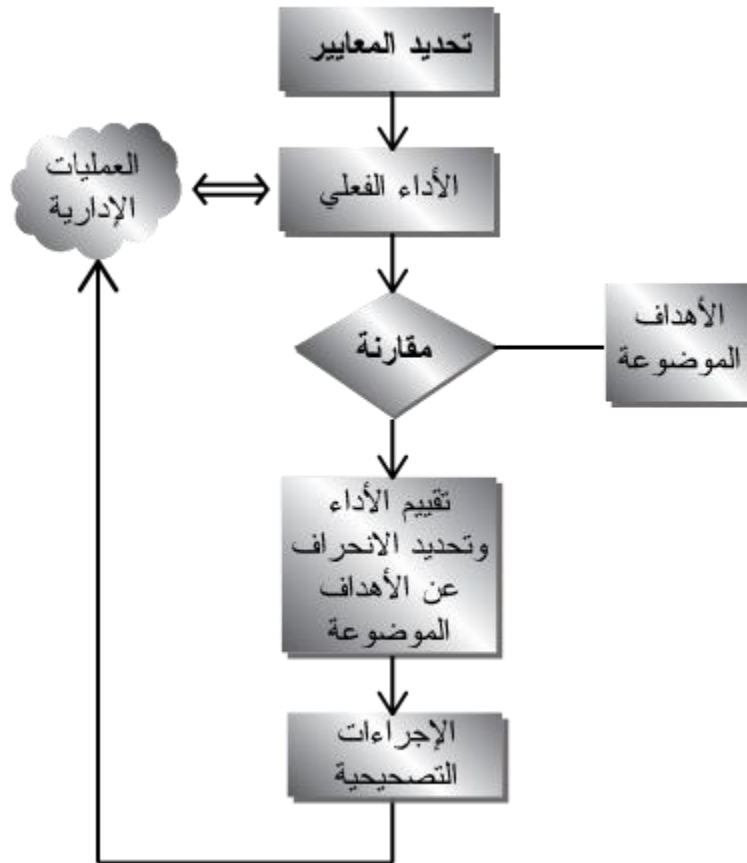 تحديد المعايير
العمليات
الإدارية
الأداء الفعلي
مقارنة
الأهداف
الموضوعة
تقييم الأداء
وتحديد الانحراف
عن الأهداف
الموضوعة
الإجراءات
التصحيحية